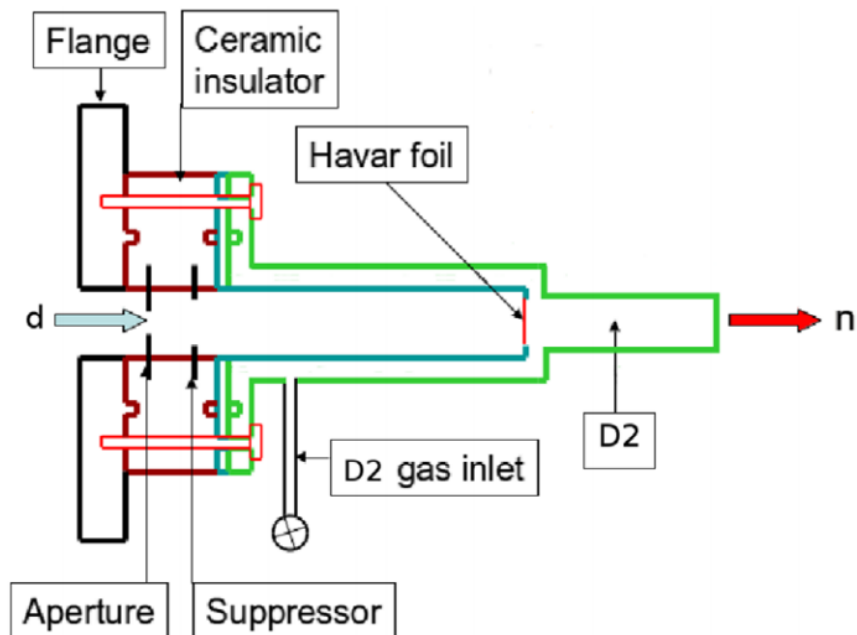 Flange
Ceramic
insulator
Havar foil
d
n
D2
D2 gas inlet
Aperture
Suppressor